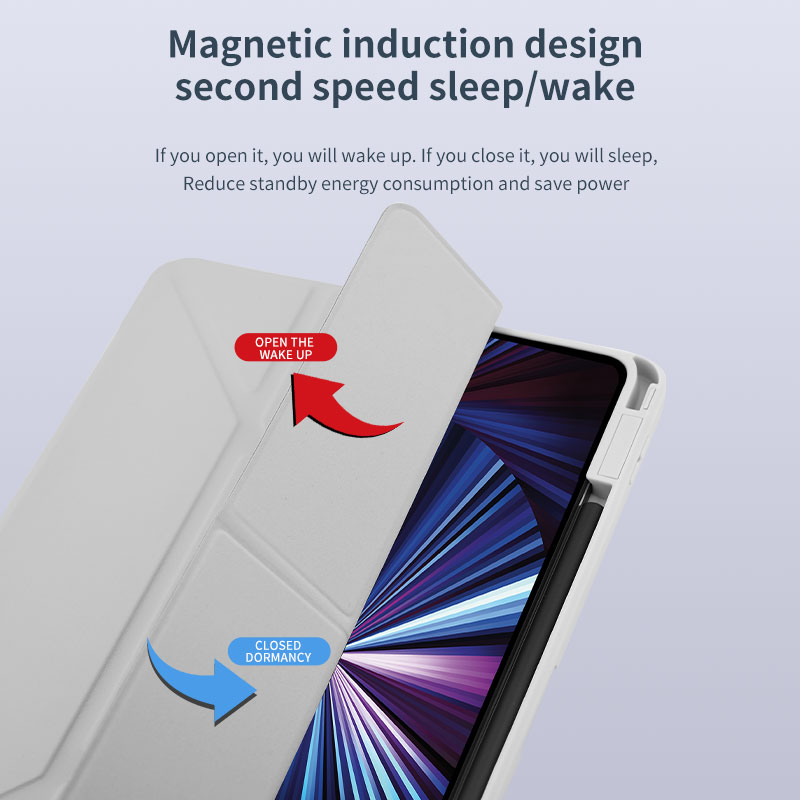 Magnetic induction design
second speed sleep/wake
If you open it, you will wake up. If you close it, you will sleep,
Reduce standby energy consumption and save power
OPEN THE
WAKE UP
CLOSED
DORMANCY